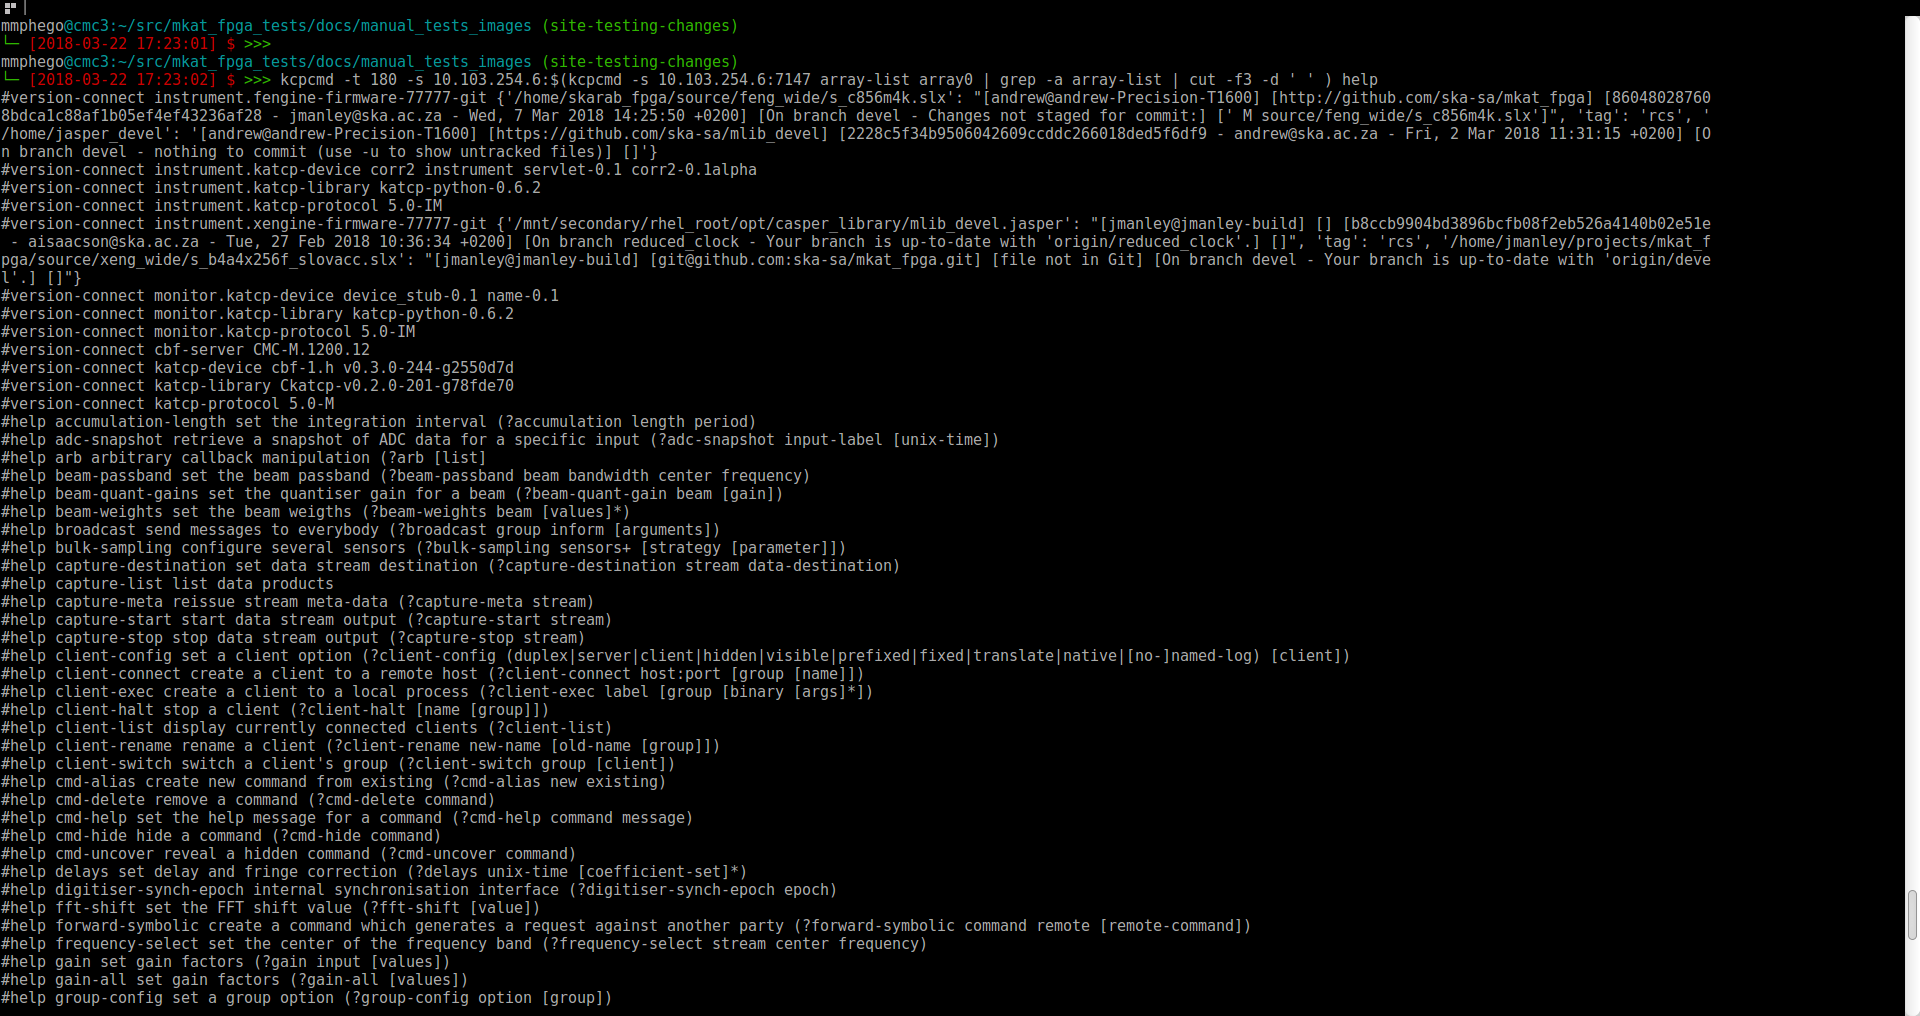 mmphego@cmc3:~/src/mkat_fpga_tests/docs/manual_tests_images (site-testing-changes)
└─ [2018-03-22 17:23:01] $ >>>
mmphego@cmc3:~/src/mkat_fpga_tests/docs/manual_tests_images (site-testing-changes)
└─ [2018-03-22 17:23:02] $ >>> kcpcmd -t 180 -s 10.103.254.6:$(kcpcmd -s 10.103.254.6:7147 array-list array0 | grep -a array-list | cut -f3 -d ' ' ) help
#version-connect instrument.fengine-firmware-77777-git {'/home/skarab_fpga/source/feng_wide/s_c856m4k.slx': "[andrew@andrew-Precision-T1600] [http://github.com/ska-sa/mkat_fpga] [86048028760
8bdca1c88af1b05ef4ef43236af28 - jmanley@ska.ac.za - Wed, 7 Mar 2018 14:25:50 +0200] [On branch devel - Changes not staged for commit:] [' M source/feng_wide/s_c856m4k.slx']", 'tag': 'rcs', '
/home/jasper_devel': '[andrew@andrew-Precision-T1600] [https://github.com/ska-sa/mlib_devel] [2228c5f34b9506042609ccddc266018ded5f6df9 - andrew@ska.ac.za - Fri, 2 Mar 2018 11:31:15 +0200] [O
n branch devel - nothing to commit (use -u to show untracked files)] []'}
#version-connect instrument.katcp-device corr2 instrument servlet-0.1 corr2-0.1alpha
#version-connect instrument.katcp-library katcp-python-0.6.2
#version-connect instrument.katcp-protocol 5.0-IM
#version-connect instrument.xengine-firmware-77777-git {'/mnt/secondary/rhel_root/opt/casper_library/mlib_devel.jasper': "[jmanley@jmanley-build] [] [b8ccb9904bd3896bcfb08f2eb526a4140b02e51e
 - aisaacson@ska.ac.za - Tue, 27 Feb 2018 10:36:34 +0200] [On branch reduced_clock - Your branch is up-to-date with 'origin/reduced_clock'.] []", 'tag': 'rcs', '/home/jmanley/projects/mkat_f
pga/source/xeng_wide/s_b4a4x256f_slovacc.slx': "[jmanley@jmanley-build] [git@github.com:ska-sa/mkat_fpga.git] [file not in Git] [On branch devel - Your branch is up-to-date with 'origin/deve
l'.] []"}
#version-connect monitor.katcp-device device_stub-0.1 name-0.1
#version-connect monitor.katcp-library katcp-python-0.6.2
#version-connect monitor.katcp-protocol 5.0-IM
#version-connect cbf-server CMC-M.1200.12
#version-connect katcp-device cbf-1.h v0.3.0-244-g2550d7d
#version-connect katcp-library Ckatcp-v0.2.0-201-g78fde70
#version-connect katcp-protocol 5.0-M
#help accumulation-length set the integration interval (?accumulation length period)
#help adc-snapshot retrieve a snapshot of ADC data for a specific input (?adc-snapshot input-label [unix-time])
#help arb arbitrary callback manipulation (?arb [list]
#help beam-passband set the beam passband (?beam-passband beam bandwidth center frequency)
#help beam-quant-gains set the quantiser gain for a beam (?beam-quant-gain beam [gain])
#help beam-weights set the beam weigths (?beam-weights beam [values]*)
#help broadcast send messages to everybody (?broadcast group inform [arguments])
#help bulk-sampling configure several sensors (?bulk-sampling sensors+ [strategy [parameter]])
#help capture-destination set data stream destination (?capture-destination stream data-destination)
#help capture-list list data products
#help capture-meta reissue stream meta-data (?capture-meta stream)
#help capture-start start data stream output (?capture-start stream)
#help capture-stop stop data stream output (?capture-stop stream)
#help client-config set a client option (?client-config (duplex|server|client|hidden|visible|prefixed|fixed|translate|native|[no-]named-log) [client])
#help client-connect create a client to a remote host (?client-connect host:port [group [name]])
#help client-exec create a client to a local process (?client-exec label [group [binary [args]*])
#help client-halt stop a client (?client-halt [name [group]])
#help client-list display currently connected clients (?client-list)
#help client-rename rename a client (?client-rename new-name [old-name [group]])
#help client-switch switch a client's group (?client-switch group [client])
#help cmd-alias create new command from existing (?cmd-alias new existing)
#help cmd-delete remove a command (?cmd-delete command)
#help cmd-help set the help message for a command (?cmd-help command message)
#help cmd-hide hide a command (?cmd-hide command)
#help cmd-uncover reveal a hidden command (?cmd-uncover command)
#help delays set delay and fringe correction (?delays unix-time [coefficient-set]*)
#help digitiser-synch-epoch internal synchronisation interface (?digitiser-synch-epoch epoch)
#help fft-shift set the FFT shift value (?fft-shift [value])
#help forward-symbolic create a command which generates a request against another party (?forward-symbolic command remote [remote-command])
#help frequency-select set the center of the frequency band (?frequency-select stream center frequency)
#help gain set gain factors (?gain input [values])
#help gain-all set gain factors (?gain-all [values])
#help group-config set a group option (?group-config option [group])